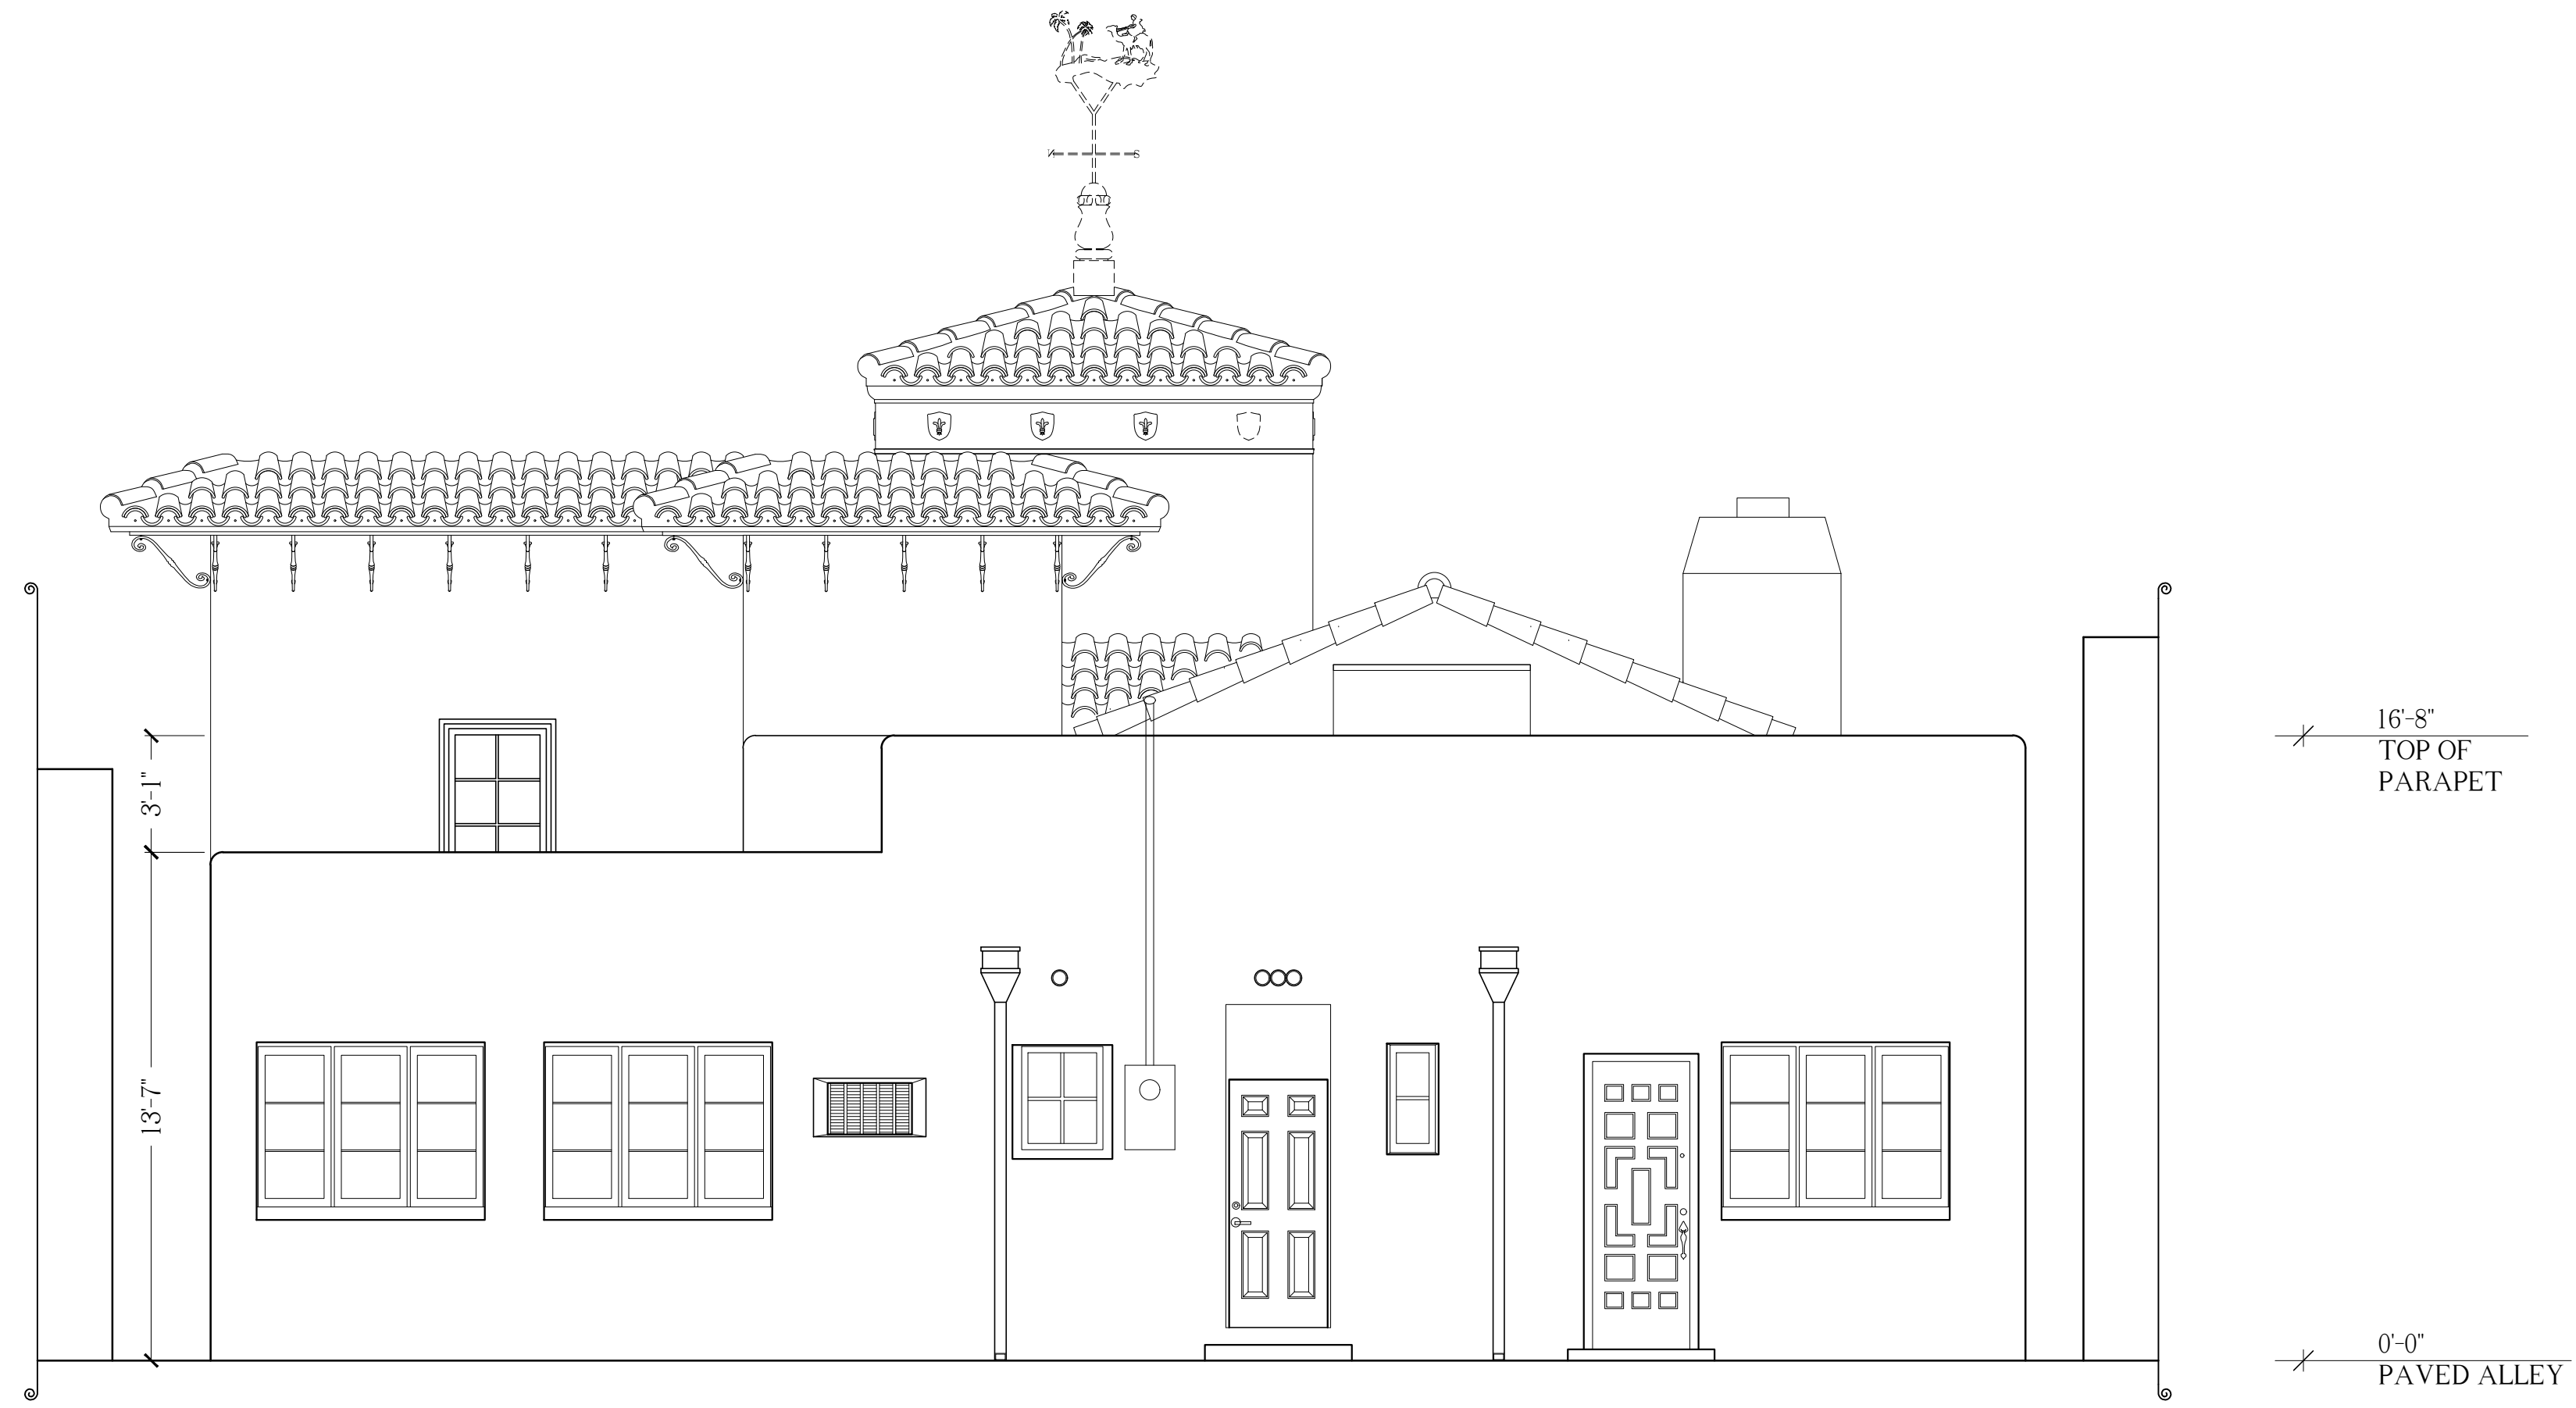 S
16'-8"
TOP OF
PARAPET
3'-1"
13'-7"
0'-0"
PAVED ALLEY